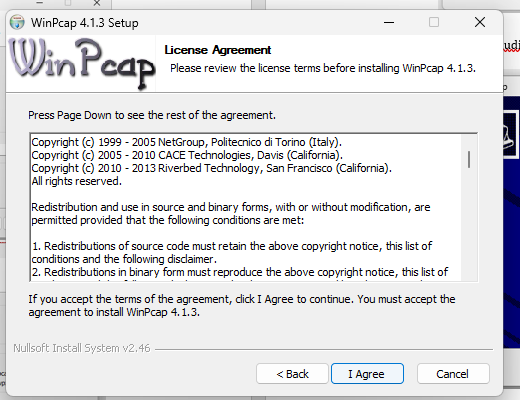 WinPcap 4.1.3 Setup
WinPcap
License Agreement
Please review the license terms before installing WinPcap 4.1.3.
Press Page Down to see the rest of the agreement.
Copyright (c) 1999 - 2005 NetGroup, Politecnico di Torino (Italy).
Copyright (c) 2005 - 2010 CACE Technologies, Davis (California).
Copyright (c) 2010 - 2013 Riverbed Technology, San Francisco (California).
All rights reserved.
Redistribution and use in source and binary forms, with or without modification, are
permitted provided that the following conditions are met:
1. Redistributions of source code must retain the above copyright notice, this list of
conditions and the following disclaimer.
2. Redistributions in binary form must reproduce the above copyright notice, this list of
If you accept the terms of the agreement, click I Agree to continue. You must accept the
agreement to install WinPcap 4.1.3.
Nullsoft Install System v2.46
< Back
I Agree
Cancel